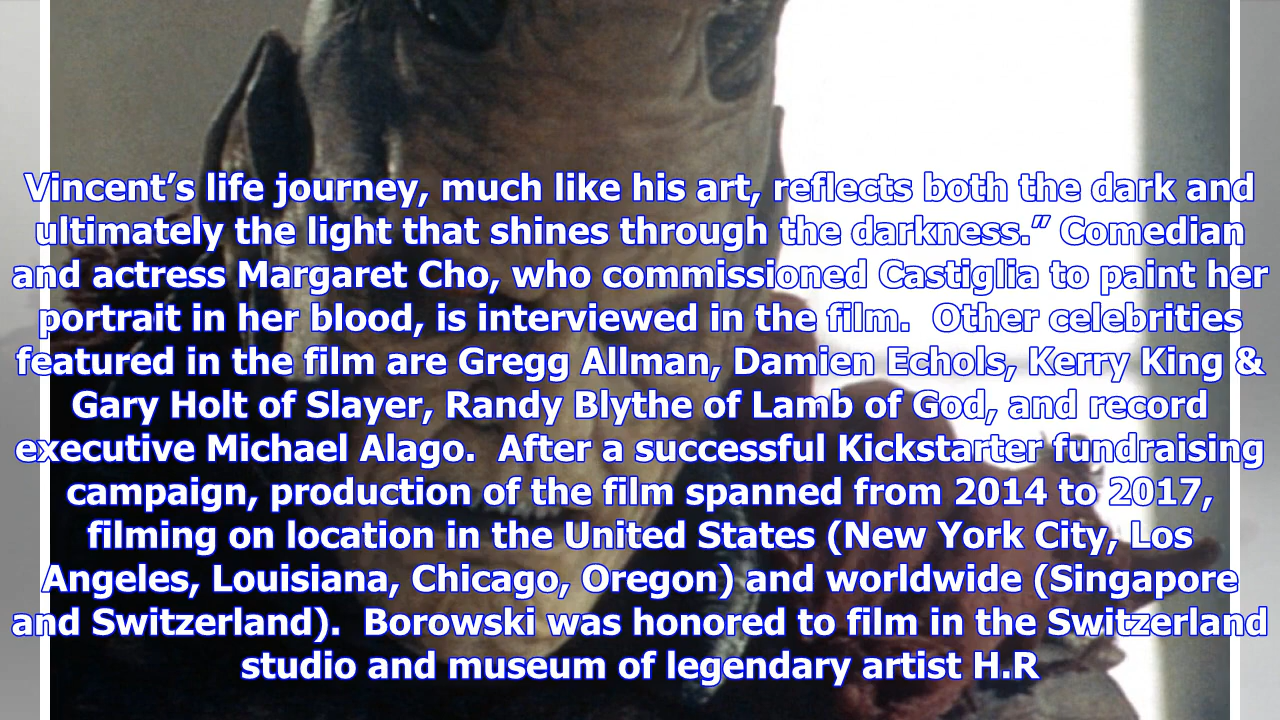 Vincent’s life journey, much like his art, reflects both the dark and
ultimately the light that shines through the darkness.” Comedian
and actress Margaret Cho, who commissioned Castiglia to paint her
portrait in her blood, is interviewed in the film.  Other celebrities
featured in the film are Gregg Allman, Damien Echols, Kerry King &
Gary Holt of Slayer, Randy Blythe of Lamb of God, and record
executive Michael Alago.  After a successful Kickstarter fundraising
campaign, production of the film spanned from 2014 to 2017,
filming on location in the United States (New York City, Los
Angeles, Louisiana, Chicago, Oregon) and worldwide (Singapore
and Switzerland).  Borowski was honored to film in the Switzerland
studio and museum of legendary artist H.R